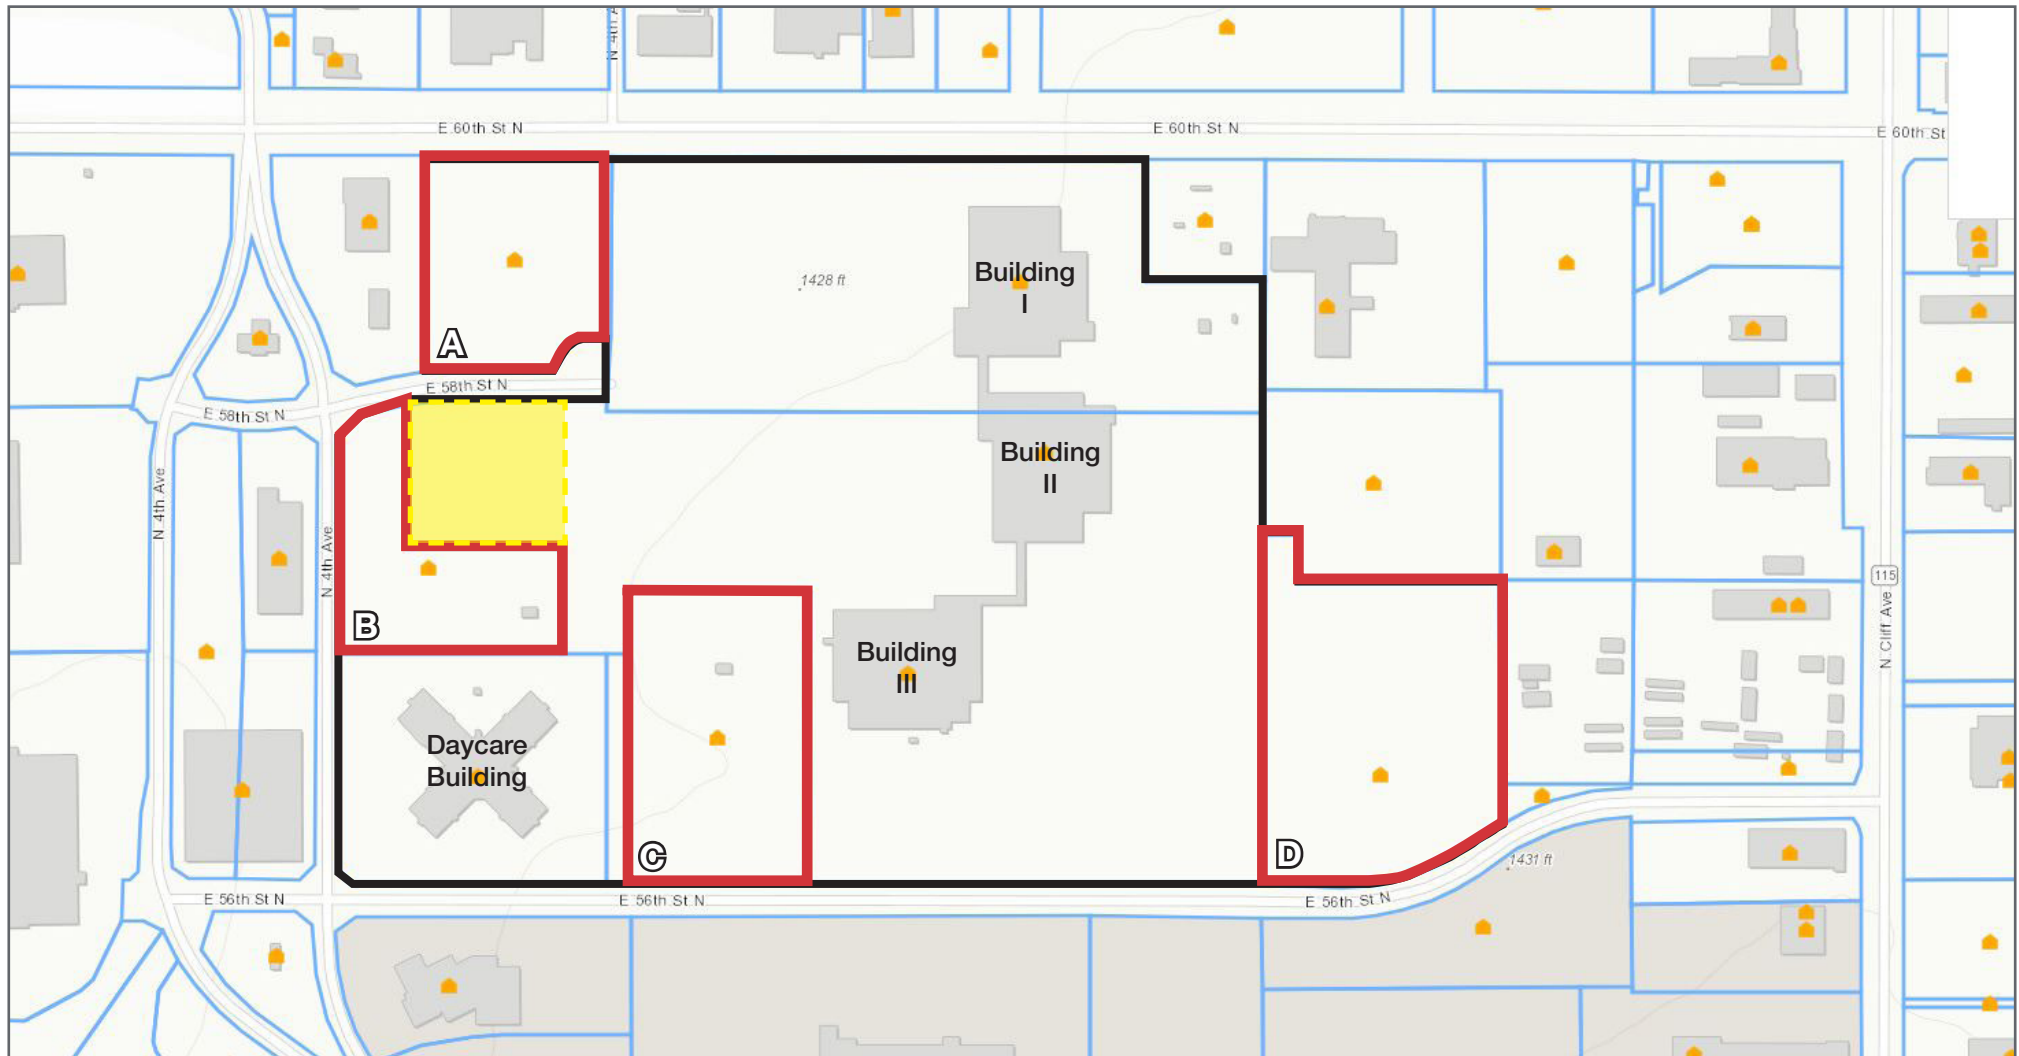 N 4th A
E 60th St N
E 60th St N
E 60th St
A
1428 ft
Building
I
E 58th St N
E 58th St N
Building
II
N 4th Ave
N 4th Ave
B
115
N Cliff Ave
Building
III
Daycare
Building
C
D
1431 ft
E 56th St N
E 56th St N
E 56th St N